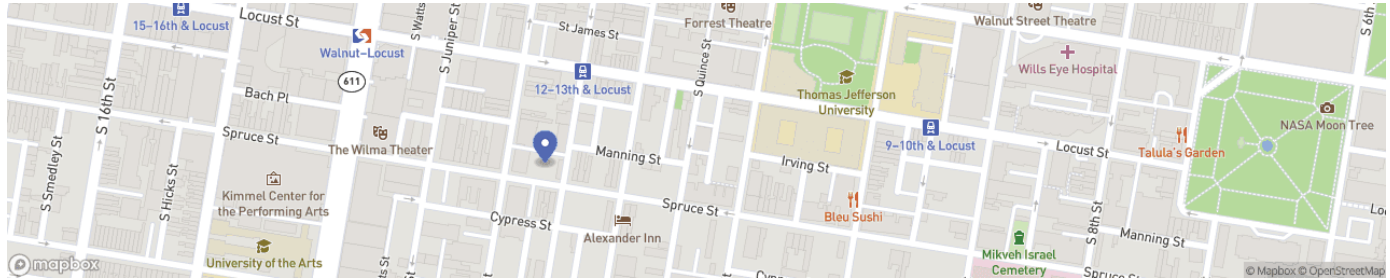 15-16th & Locust
Locust St
Walnut-Locust
S Watts
S Juniper St
St James St
Forrest Theatre
Walnut Street Theatre
S 6th
611
Bach Pl
12-13th & Locust
S Quince St
Thomas Jefferson
University
Wills Eye Hospital
NASA Moon Tree
S 16th St
Spruce St
The Wilma Theater
Manning St
Irving St
9-10th & Locust
Locust St
Talula's Garden
S Smedley St
S Hicks St
Kimmel Center for
the Performing Arts
Cypress St
Alexander Inn
Spruce St
Bleu Sushi
S 8th St
Manning St
Lo
University of the Arts
Mikveh Israel
Cemetery
Cypr
Spruce St
mapbox
© Mapbox © OpenStreetMap